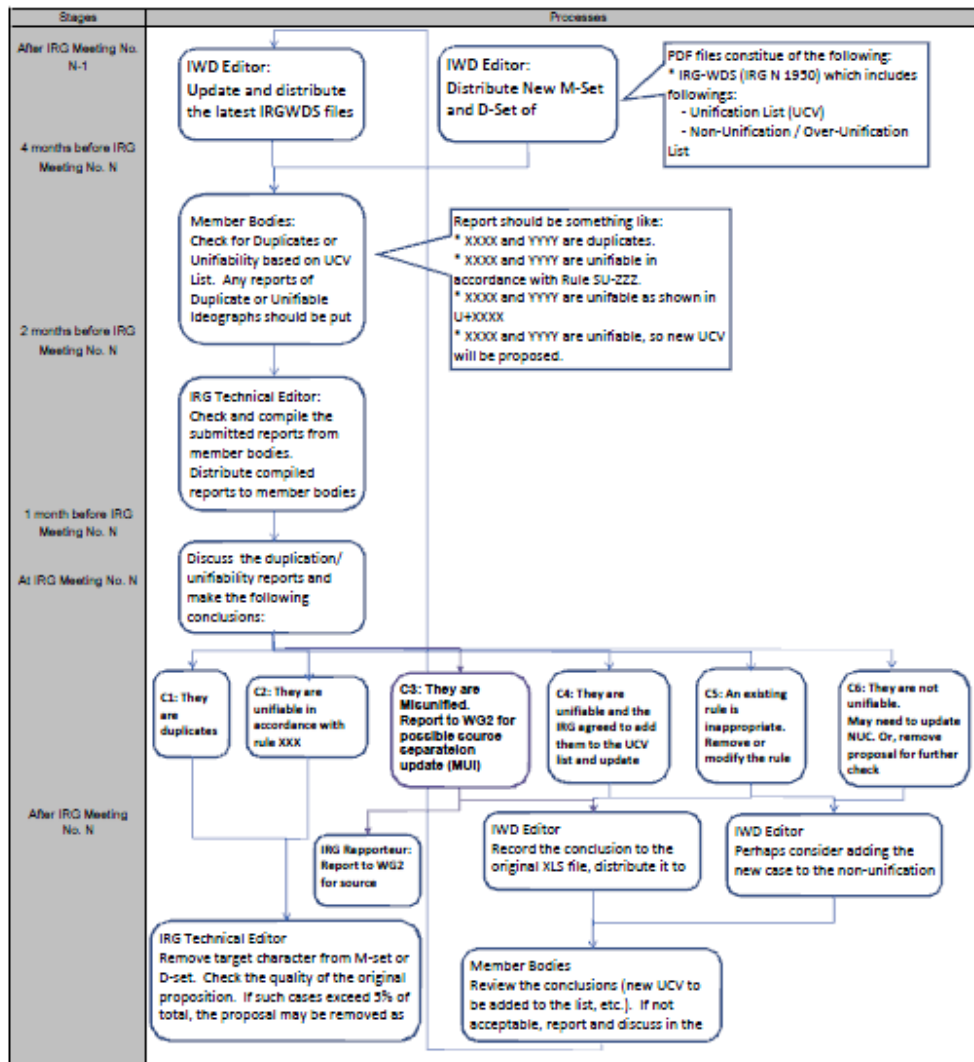 Stages
Processes
After IRG Meeting No.
N-1
IWD Editor:
Update and distribute
the latest IRGWDS files
IWD Editor:
Distribute New M-Set
and D-Set of
PDF files constitue of the following:
* IRG-WDS (IRG N 1950) which includes
followings:
- Unification List (UCV)
- Non-Unification / Over-Unification
List
4 months before IRG
Meeting No. N
Member Bodies:
Check for Duplicates or
Unifiability based on UCV
List. Any reports of
Duplicate or Unifiable
Ideographs should be put
Report should be something like:
* XXXX and YYYY are duplicates.
* XXXX and YYYY are unifiable in
accordance with Rule SU-ZZZ.
* XXXX and YYYY are unifable as shown in
U+XXXX
* XXXX and YYYY are unifiable, so new UCV
will be proposed.
2 months before IRG
Meeting No. N
IRG Technical Editor:
Check and compile the
submitted reports from
member bodies.
Distribute compiled
reports to member bodies
1 month before IRG
Meeting No. N
At IRG Meeting No. N
Discuss the duplication/
unifiability reports and
make the following
conclusions:
C1: They
are
duplicates
C2: They are
unifiable in
accordance with
rule XXX
C3: They are
Misunified.
Report to WG2 for
possible source
separateion
update (MUI)
C4: They are
unifiable and the
IRG agreed to add
them to the UCV
list and update
C5: An existing
rule is
inappropriate.
Remove or
modify the rule
C6: They are not
unifiable.
May need to update
NUC. Or, remove
proposal for further
check
After IRG Meeting
No. N
IRG Rapporteur:
Report to WG2
for source
IWD Editor
Record the conclusion to the
original XLS file, distribute it to
IWD Editor
Perhaps consider adding the
new case to the non-unification
IRG Technical Editor
Remove target character from M-set or
D-set. Check the quality of the original
proposition. If such cases exceed 5% of
total, the proposal may be removed as
Member Bodies
Review the conclusions (new UCV to
be added to the list, etc.). If not
acceptable, report and discuss in the